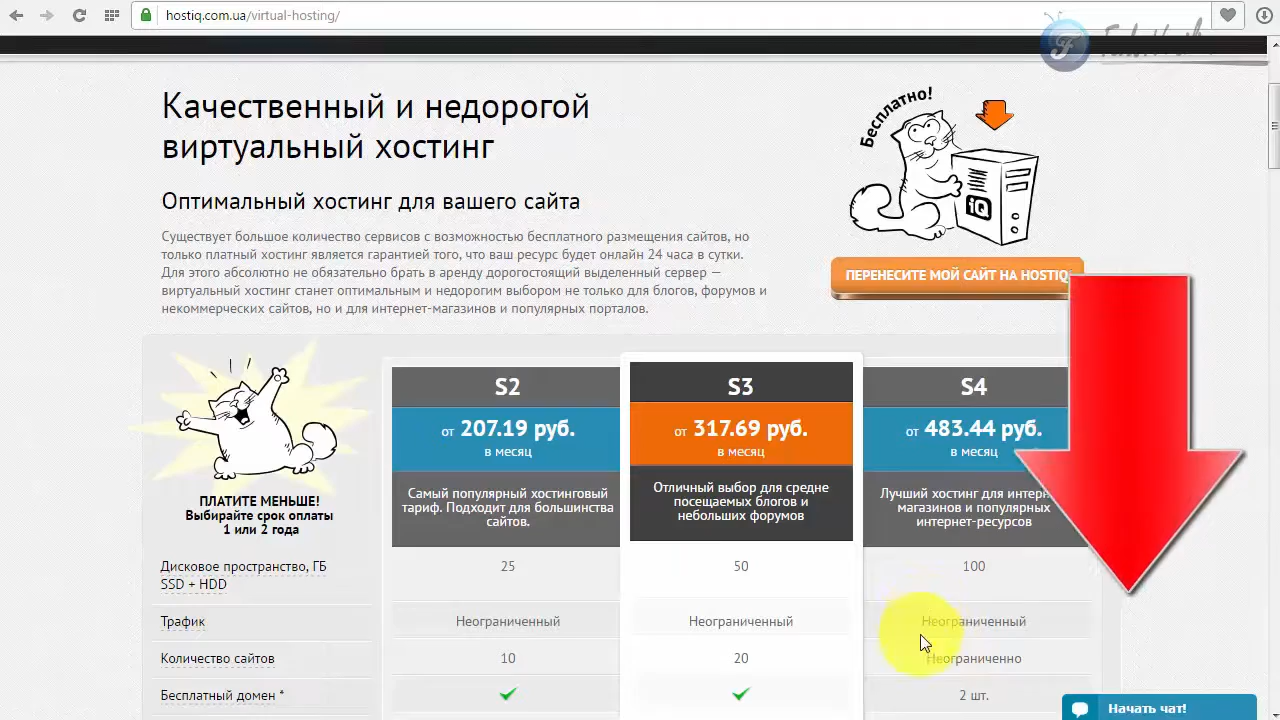 hostiq.com.ua/virtual-hosting/
Качественный и недорогой
виртуальный хостинг
Бесплатно!
iQ
Оптимальный хостинг для вашего сайта
Существует большое количество сервисов с возможностью бесплатного размещения сайтов, но
только платный хостинг является гарантией того, что ваш ресурс будет онлайн 24 часа в сутки.
Для этого абсолютно не обязательно брать в аренду дорогостоящий выделенный сервер —
виртуальный хостинг станет оптимальным и недорогим выбором не только для блогов, форумов и
некоммерческих сайтов, но и для интернет-магазинов и популярных порталов.
ПЕРЕНЕСИТЕ МОЙ САЙТ НА HOSTIQ
ПЛАТИТЕ МЕНЬШЕ!
Выбирайте срок оплаты
1 или 2 года
S2
от 207.19 руб.
в месяц
Самый популярный хостинговый
тариф. Подходит для большинства
сайтов.
S3
от 317.69 руб.
в месяц
Отличный выбор для средне
посещаемых блогов и
небольших форумов
S4
от 483.44 руб.
в месяц
Лучший хостинг для
магазинов и популярных
интернет-ресурсов
Дисковое пространство, ГБ
SSD + HDD
25 50 100
Трафик Неограниченный Неограниченный Неограниченный
Количество сайтов 10 20 Неограниченно
Бесплатный домен * 2 шт.
Начать чат!